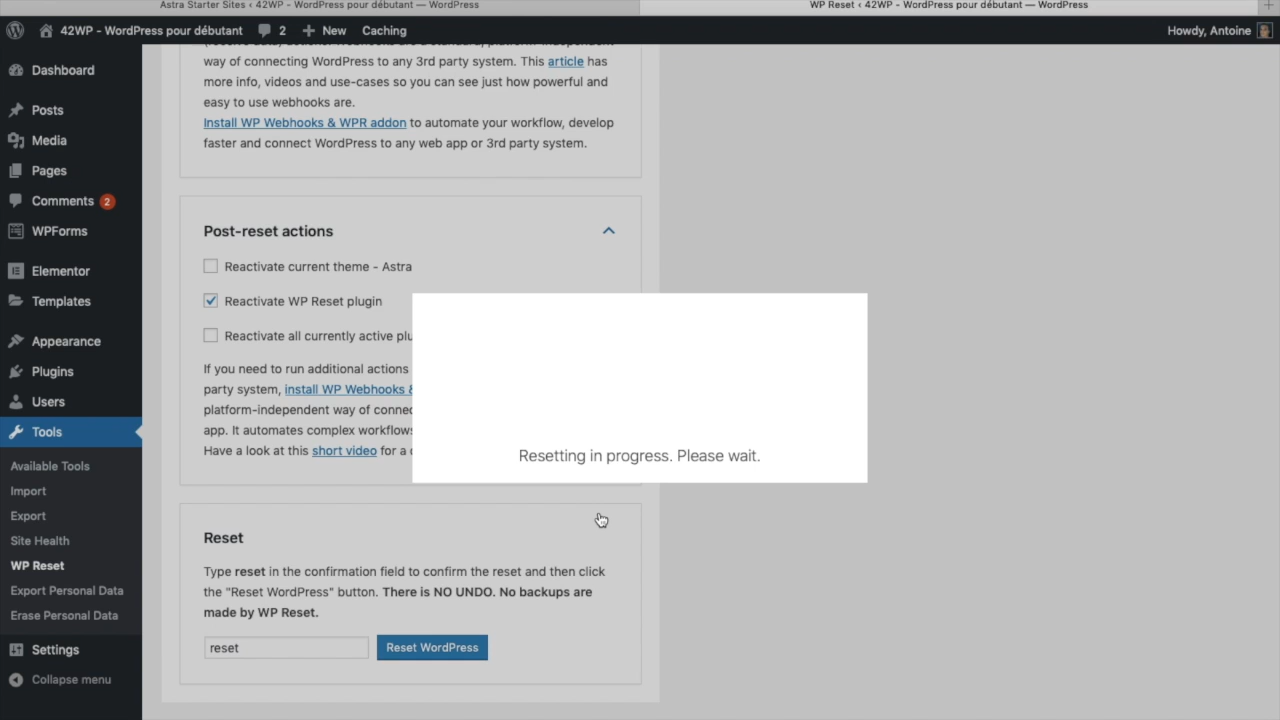 Astra Starter Sites ‹ 42WP - WordPress pour débutant — WordPress
WP Reset ‹ 42WP - WordPress pour débutant — WordPress
42WP - WordPress pour débutant 2 New Caching
Howdy, Antoine
Dashboard
Posts
Media
Pages
Comments 2
WPForms
Elementor
Templates
Appearance
Plugins
Users
Tools
Available Tools
Import
Export
Site Health
WP Reset
Export Personal Data
Erase Personal Data
Settings
Collapse menu
way of connecting WordPress to any 3rd party system. This article has
more info, videos and use-cases so you can see just how powerful and
easy to use webhooks are.
Install WP Webhooks & WPR addon to automate your workflow, develop
faster and connect WordPress to any web app or 3rd party system.
Post-reset actions
Reactivate current theme - Astra
Reactivate WP Reset plugin
Reactivate all currently active plu
If you need to run additional actions
party system, install WP Webhooks &
platform-independent way of connec
app. It automates complex workflows
Have a look at this short video for a
Resetting in progress. Please wait.
Reset
Type reset in the confirmation field to confirm the reset and then click
the "Reset WordPress" button. There is NO UNDO. No backups are
made by WP Reset.
reset
Reset WordPress